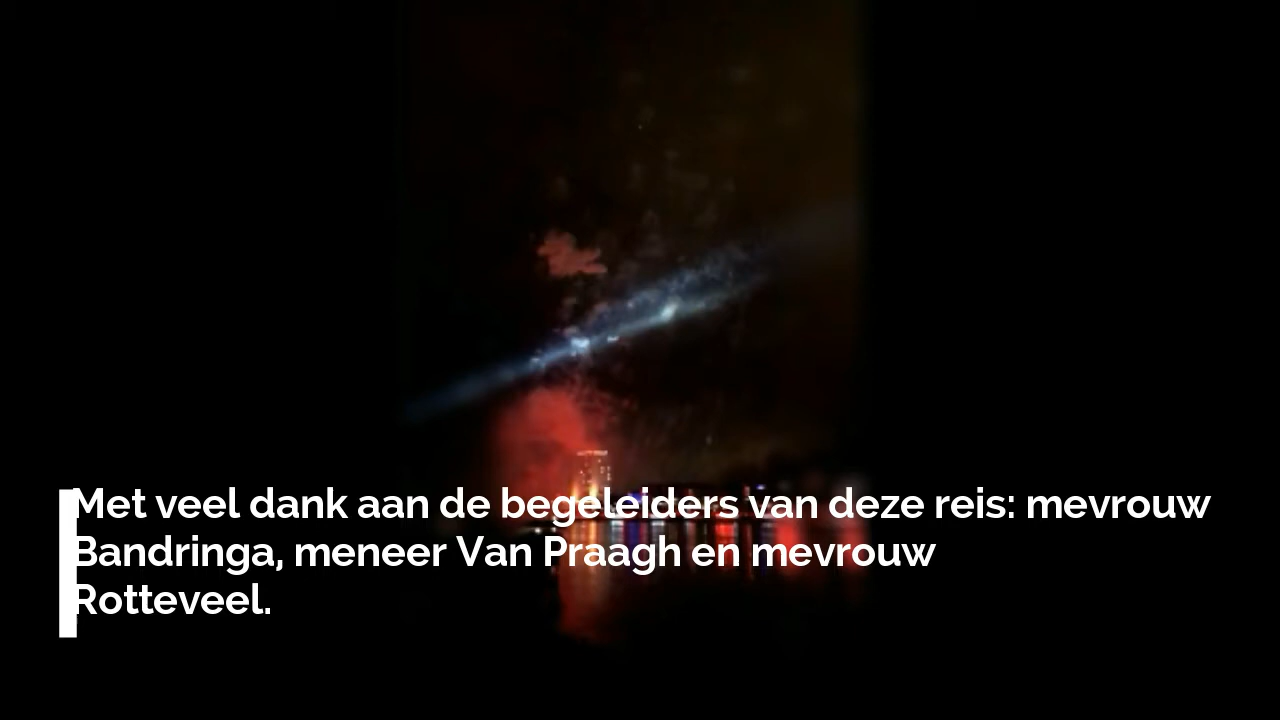 Met veel dank aan de begeleiders van deze reis: mevrouw
Bandringa, meneer Van Praagh en mevrouw
Rotteveel.